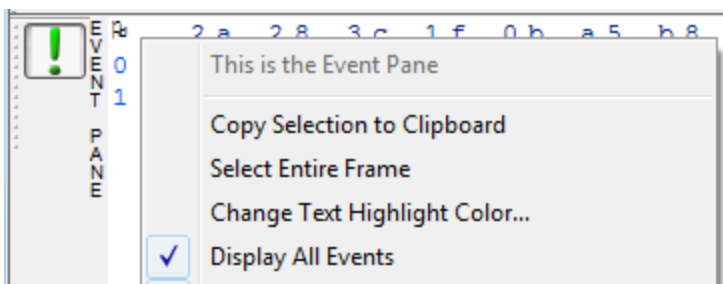 EVENT PANE
2a 28 3c 1f 0b a5 b8
0
1
This is the Event Pane
Copy Selection to Clipboard
Select Entire Frame
Change Text Highlight Color...
Display All Events